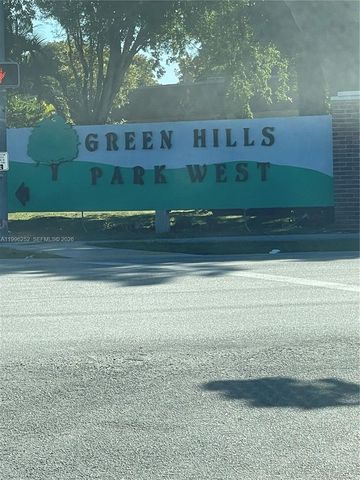 GREEN HILLS
PARK WEST
A11996252 SEFMLS© 2026